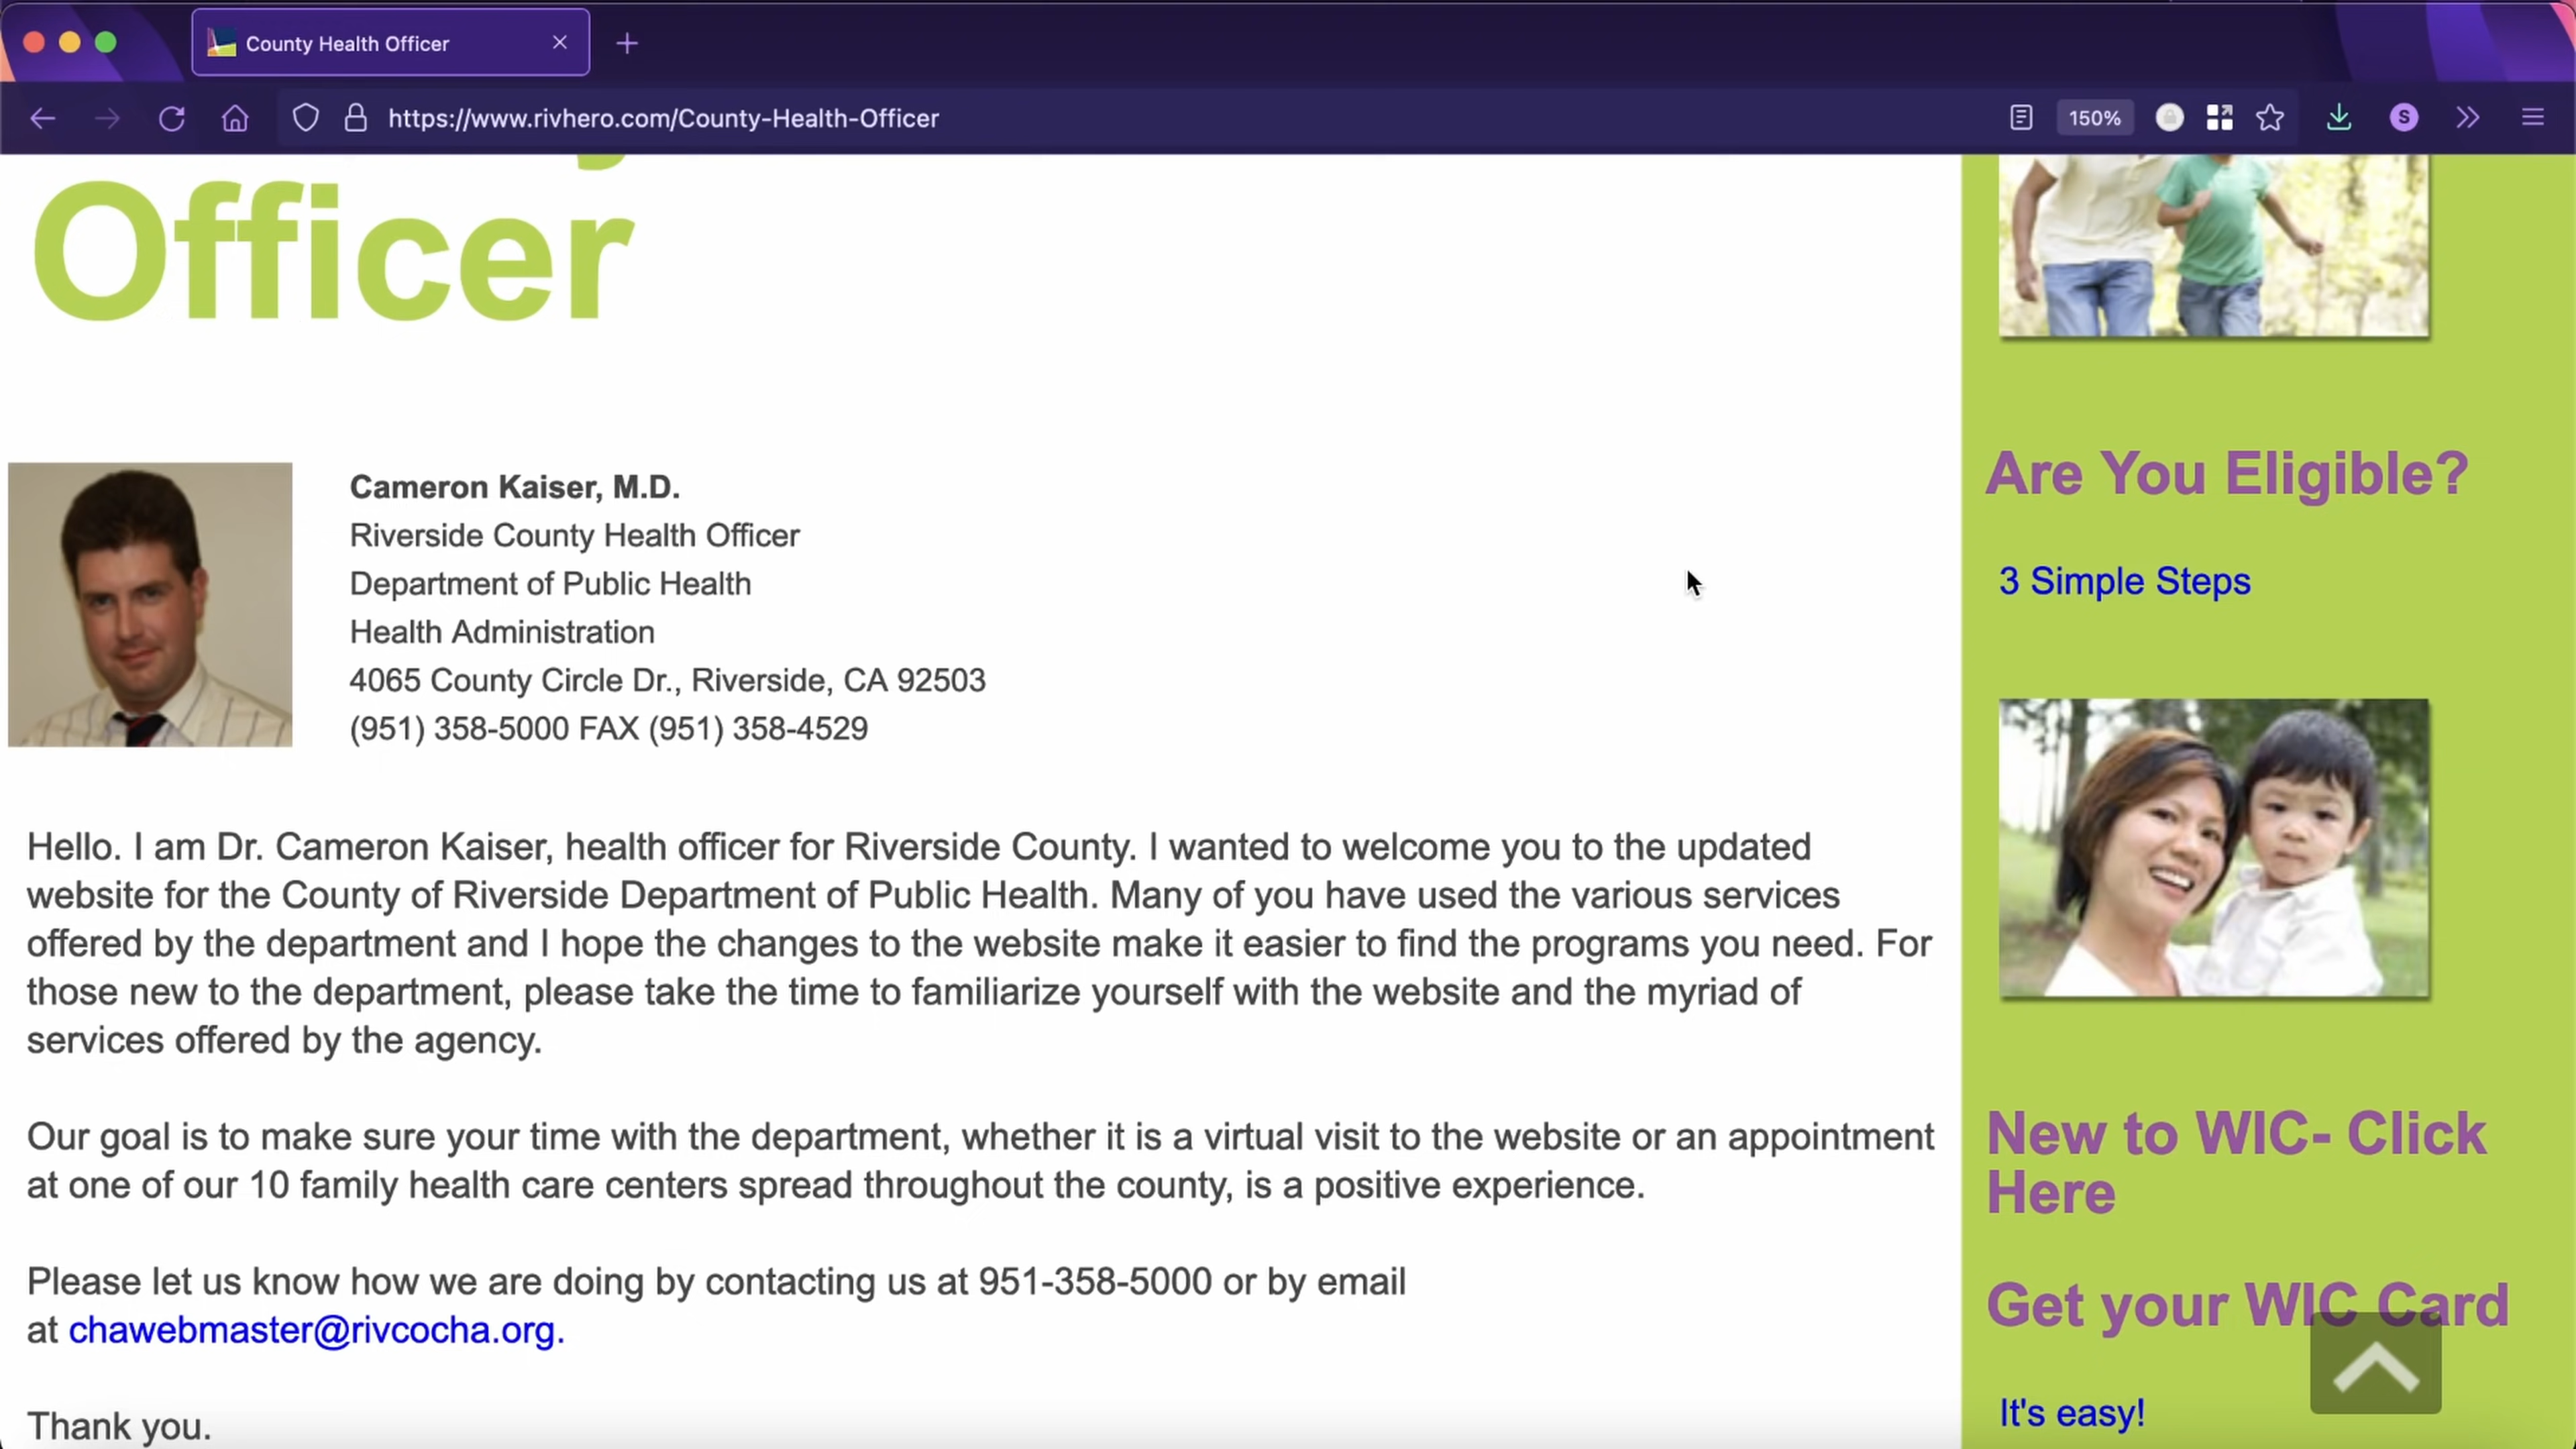 County Health Officer
https://www.rivhero.com/County-Health-Officer
150%
S
Officer
Cameron Kaiser, M.D.
Riverside County Health Officer
Department of Public Health
Health Administration
4065 County Circle Dr., Riverside, CA 92503
(951) 358-5000 FAX (951) 358-4529
Hello. I am Dr. Cameron Kaiser, health officer for Riverside County. I wanted to welcome you to the updated
website for the County of Riverside Department of Public Health. Many of you have used the various services
offered by the department and I hope the changes to the website make it easier to find the programs you need. For
those new to the department, please take the time to familiarize yourself with the website and the myriad of
services offered by the agency.
Our goal is to make sure your time with the department, whether it is a virtual visit to the website or an appointment
at one of our 10 family health care centers spread throughout the county, is a positive experience.
Please let us know how we are doing by contacting us at 951-358-5000 or by email
at chawebmaster@rivcocha.org.
Thank you.
Are You Eligible?
3 Simple Steps
New to WIC- Click
Here
Get your WIC Card
It's easy!